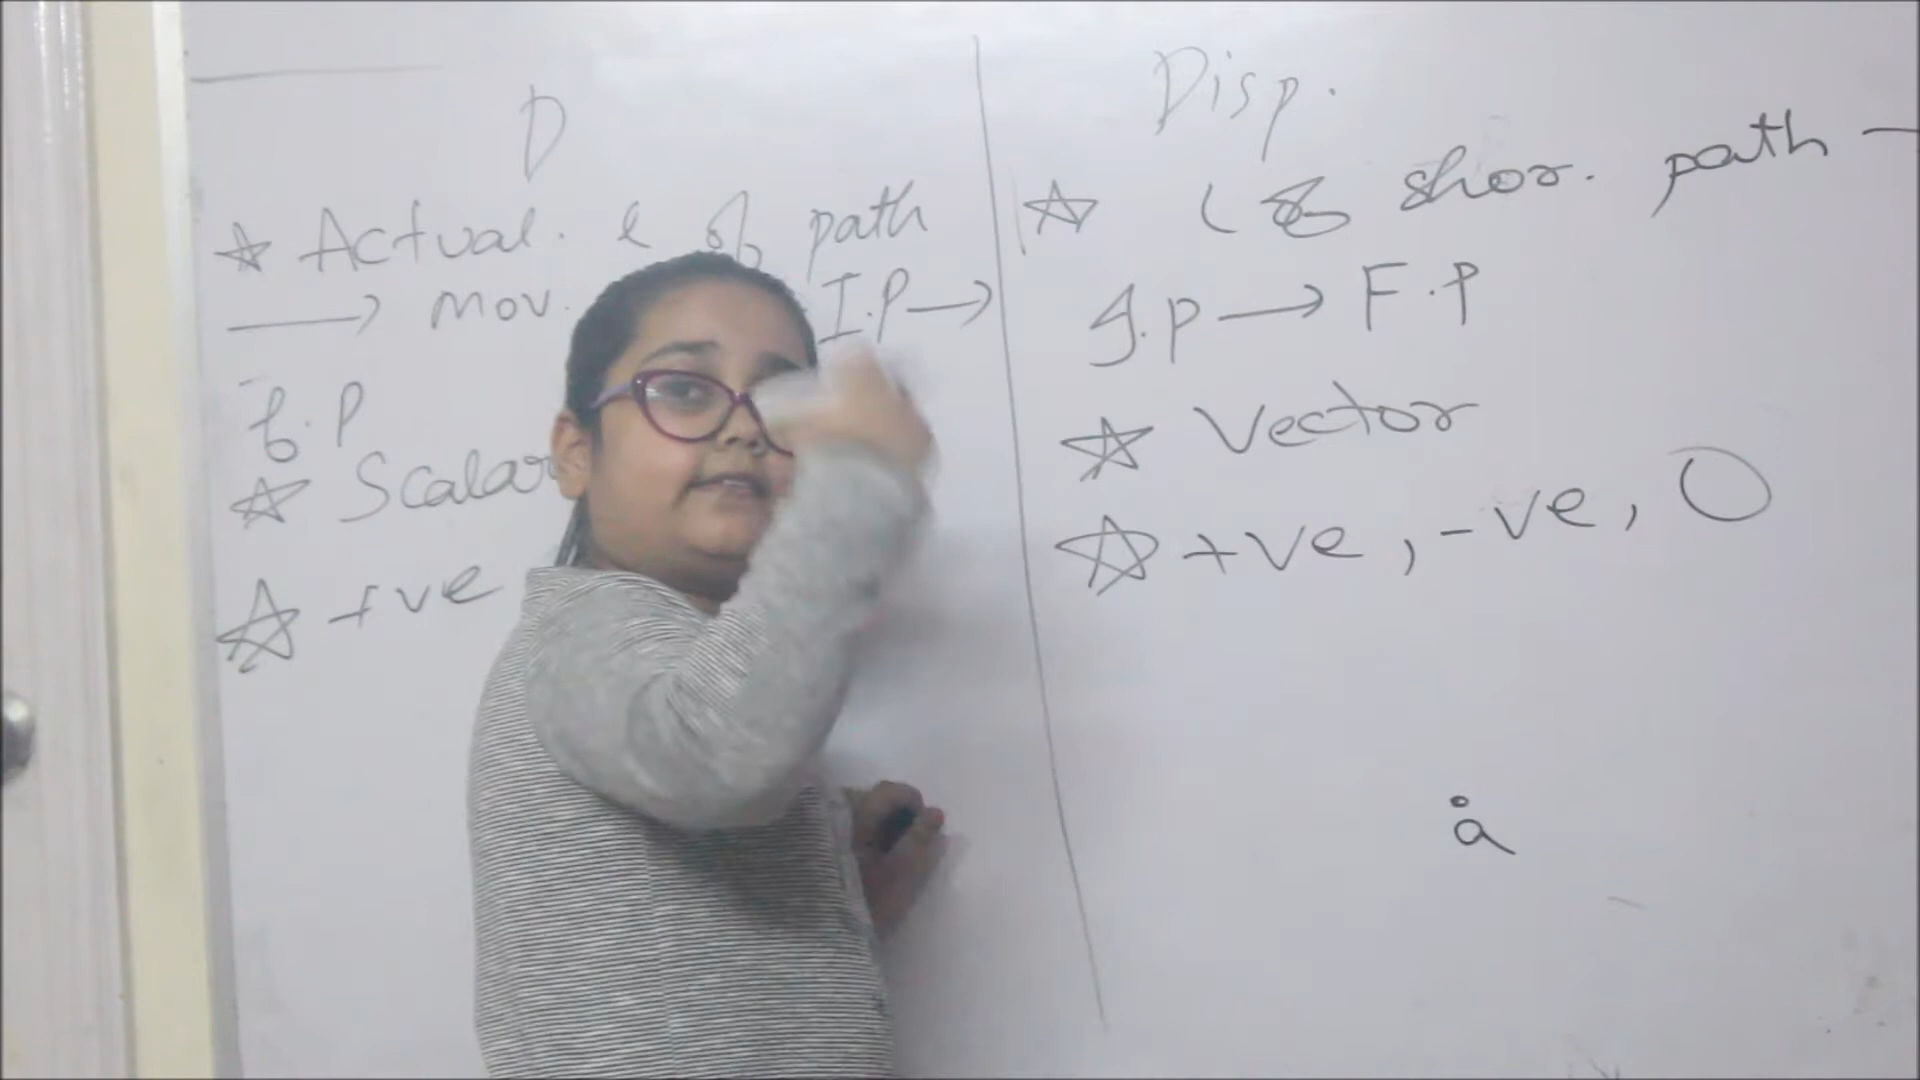 D
☆ Actual. l of path
→ mov. I.P →
f.P
☆ Scalar
☆ +ve
Disp.
☆ l of shor. path -
I.P → F.P
☆ Vector
☆ +ve, -ve, 0
a